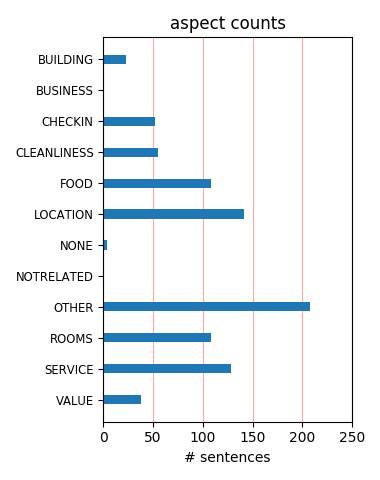 aspect counts
BUILDING
BUSINESS
CHECKIN
CLEANLINESS
FOOD
LOCATION
NONE
NOTRELATED
OTHER
ROOMS
SERVICE
VALUE
0 50 100 150 200 250
# sentences